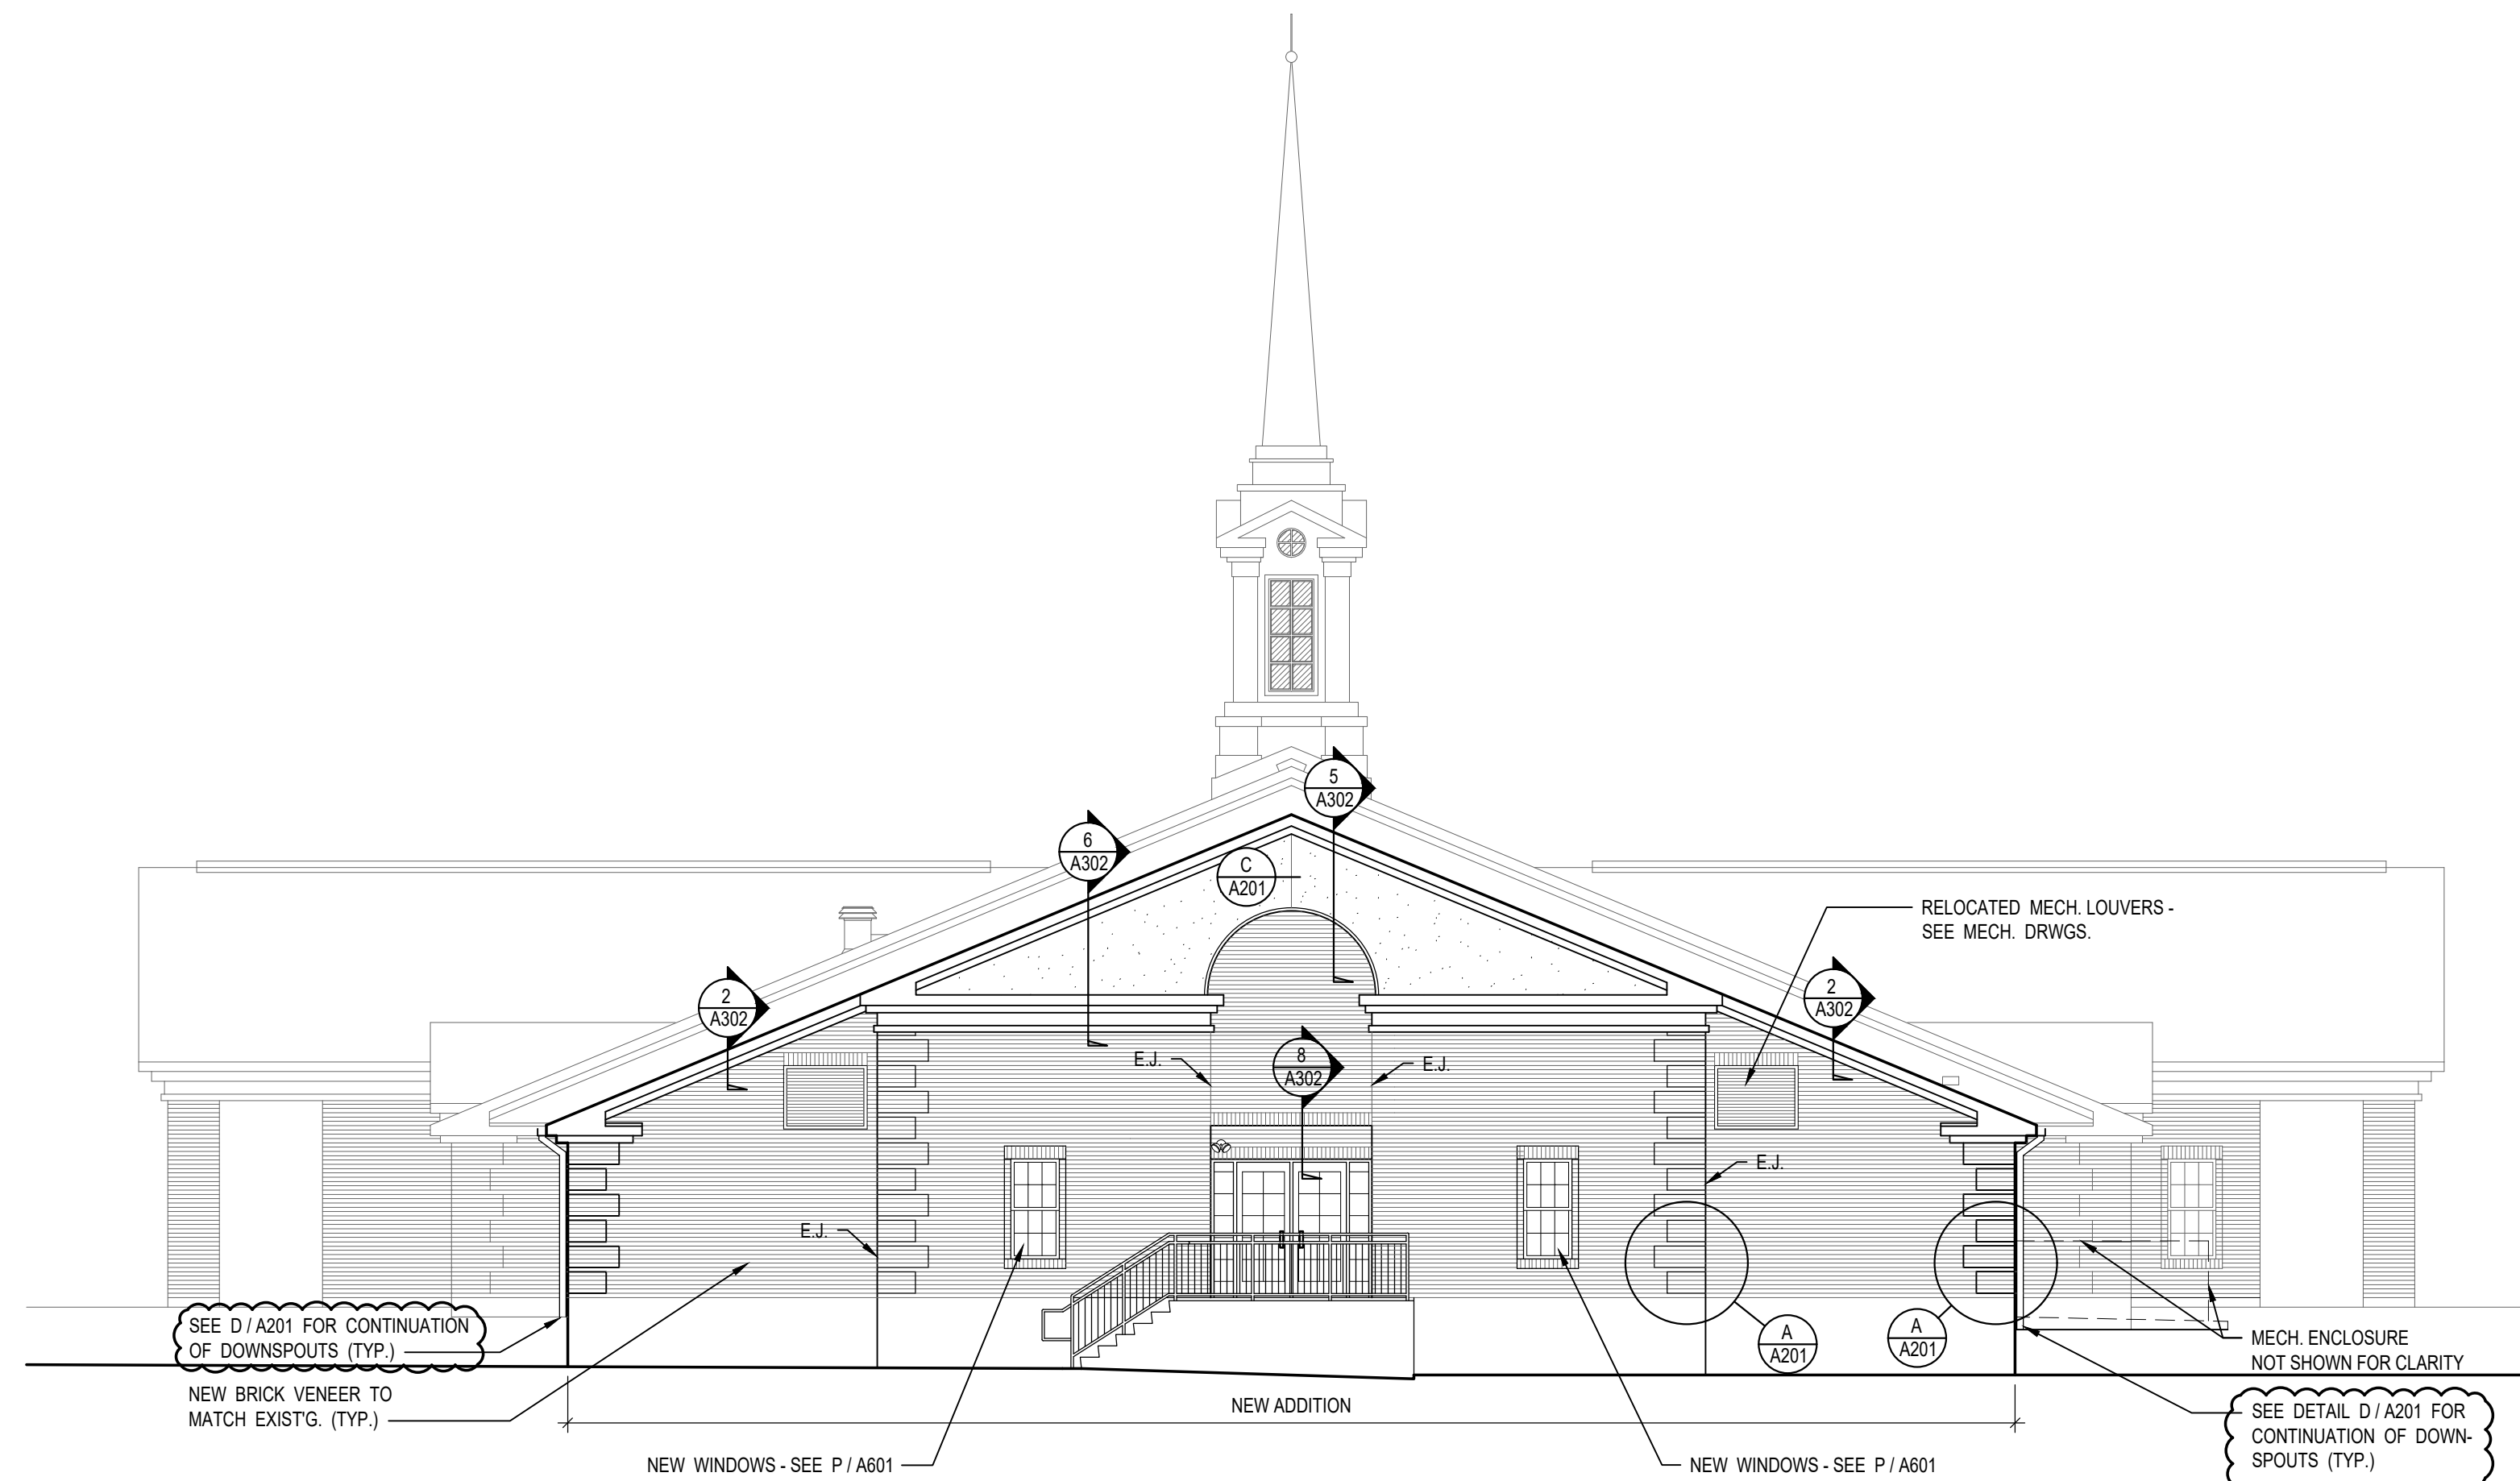 5
A302
6
A302
C
A201
RELOCATED MECH. LOUVERS -
SEE MECH. DRWGS.
2
A302
2
A302
E.J.
8
A302
E.J.
E.J.
E.J.
SEE D / A201 FOR CONTINUATION
OF DOWNSPOUTS (TYP.)
A
A201
A
A201
MECH. ENCLOSURE
NOT SHOWN FOR CLARITY
NEW BRICK VENEER TO
MATCH EXIST'G. (TYP.)
NEW ADDITION
SEE DETAIL D / A201 FOR
CONTINUATION OF DOWN-
SPOUTS (TYP.)
NEW WINDOWS - SEE P / A601
NEW WINDOWS - SEE P / A601